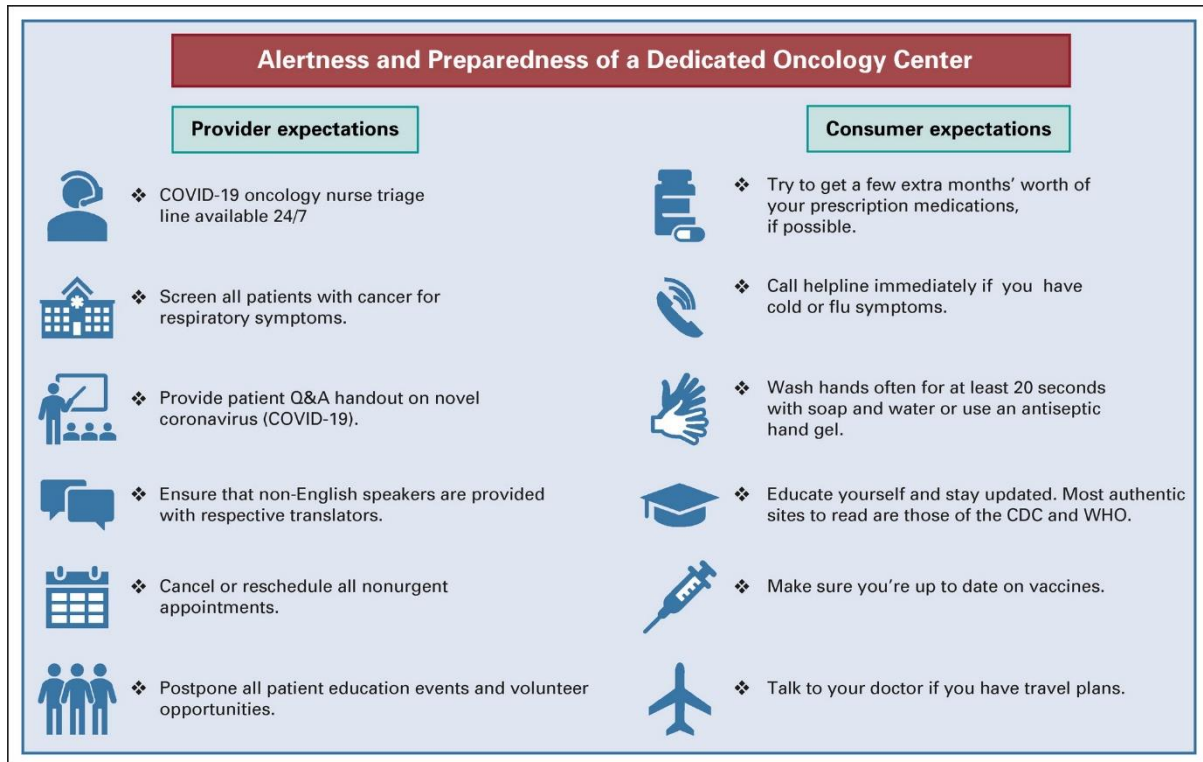 Alertness and Preparedness of a Dedicated Oncology Center
Provider expectations
❖ COVID-19 oncology nurse triage
line available 24/7
❖ Screen all patients with cancer for
respiratory symptoms.
❖ Provide patient Q&A handout on novel
coronavirus (COVID-19).
❖ Ensure that non-English speakers are provided
with respective translators.
❖ Cancel or reschedule all nonurgent
appointments.
❖ Postpone all patient education events and volunteer
opportunities.
Consumer expectations
❖ Try to get a few extra months’ worth of
your prescription medications,
if possible.
❖ Call helpline immediately if you have
cold or flu symptoms.
❖ Wash hands often for at least 20 seconds
with soap and water or use an antiseptic
hand gel.
❖ Educate yourself and stay updated. Most authentic
sites to read are those of the CDC and WHO.
❖ Make sure you’re up to date on vaccines.
❖ Talk to your doctor if you have travel plans.